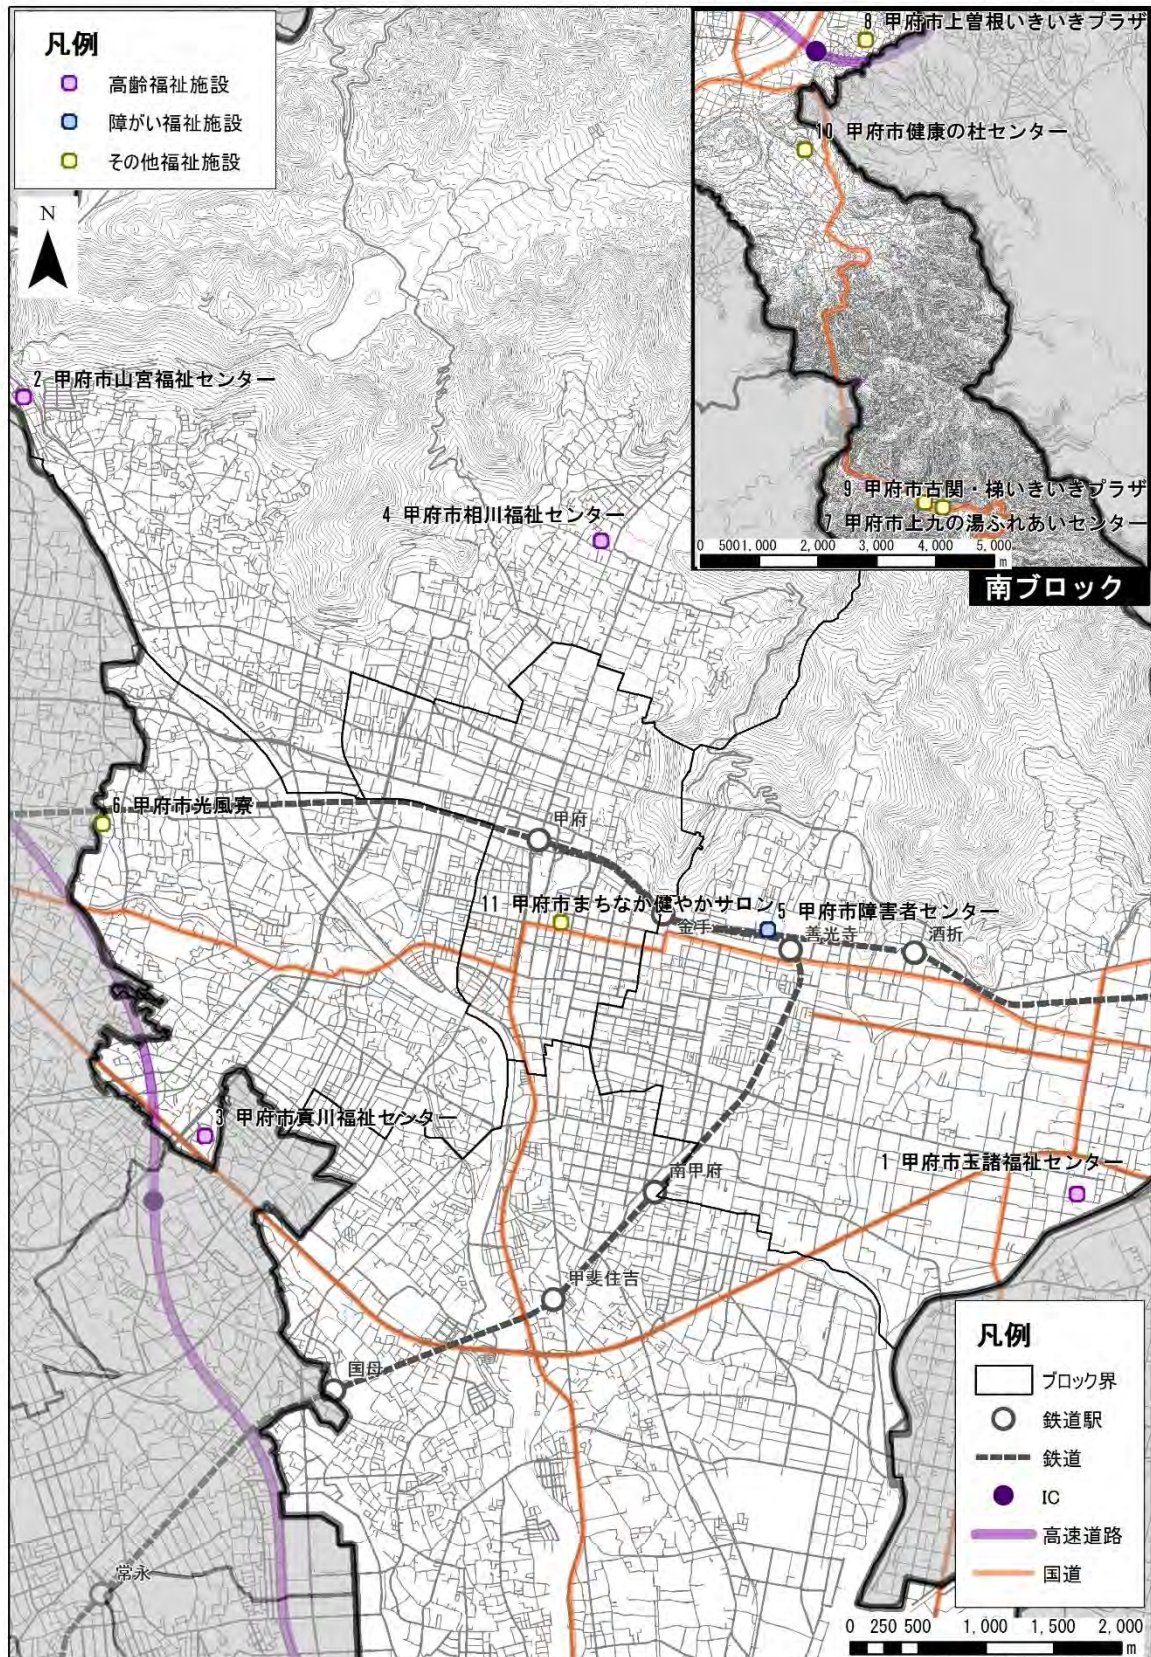 凡例
高齢福祉施設
障がい福祉施設
その他福祉施設
N
8 甲府市上曽根いきいきプラザ
10 甲府市健康の杜センター
9 甲府市古関・梯いきいきプラザ
7 甲府市上九の湯ふれあいセンター
0 500 1,000 2,000 3,000 4,000 5,000
m
南ブロック
2 甲府市山宮福祉センター
4 甲府市相川福祉センター
6 甲府市光風寮
甲府
11 甲府市まちなか健やかサロン
金手
5 甲府市障害者センター
善光寺
酒折
3 甲府市貢川福祉センター
1 甲府市玉諸福祉センター
南甲府
甲斐住吉
国母
常永
凡例
ブロック界
鉄道駅
鉄道
IC
高速道路
国道
0 250 500 1,000 1,500 2,000
m